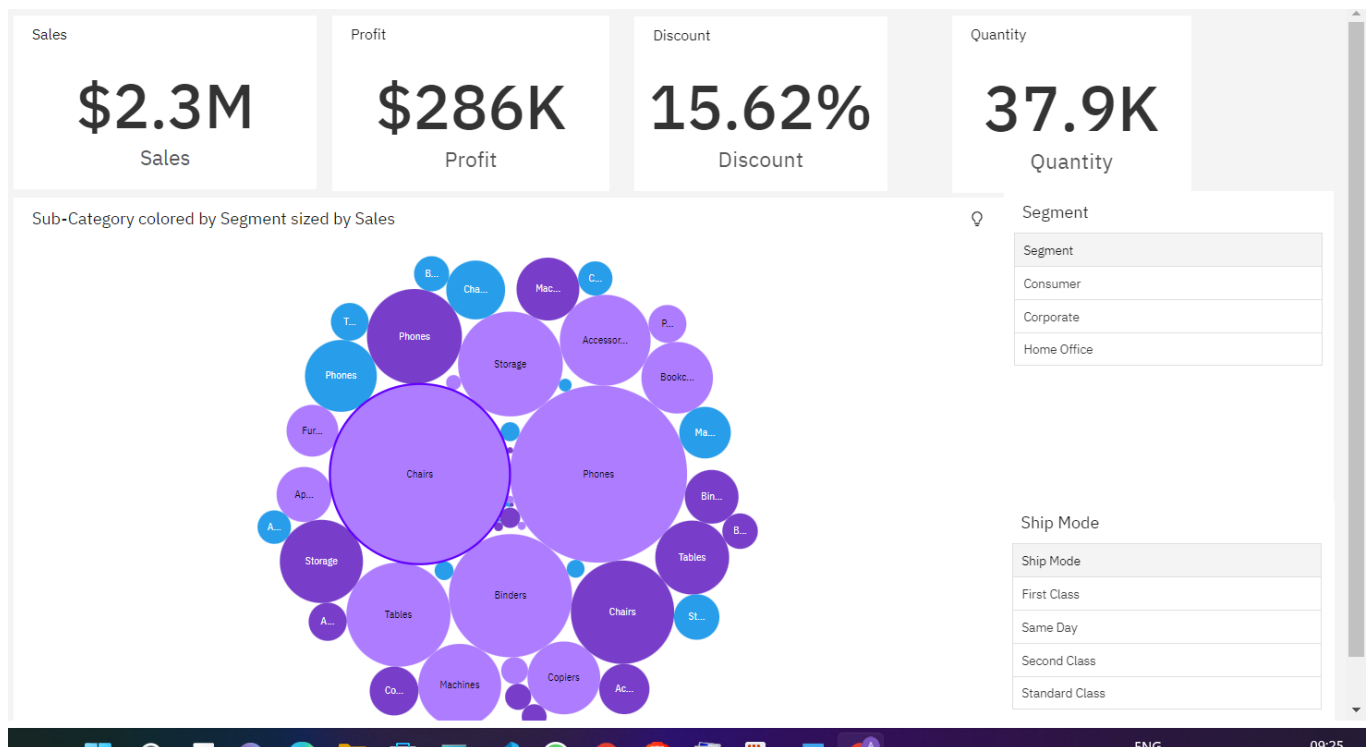 Sales
Profit
Discount
Quantity
$2.3M
$286K
15.62%
37.9K
Sales
Profit
Discount
Quantity
Sub-Category colored by Segment sized by Sales
Segment
Segment
Consumer
Corporate
Home Office
B...
Cha...
Mac...
C...
T...
Phones
Storage
Accessor...
P...
Phones
Bookc...
Fur...
Ma...
Chairs
Phones
Ap...
Bin...
A...
B...
Storage
Tables
Binders
A...
Tables
Chairs
St...
Co...
Machines
Copiers
Ac...
Ship Mode
Ship Mode
First Class
Same Day
Second Class
Standard Class
ENG
09:25